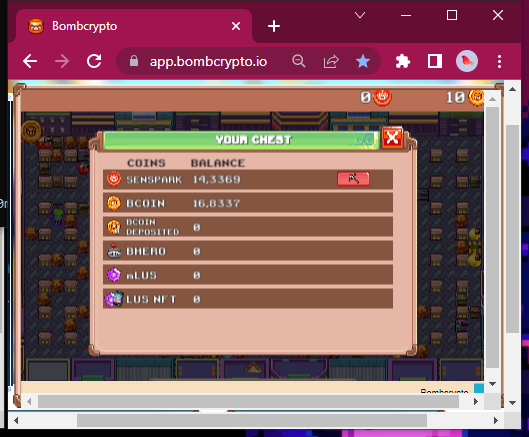 Bombcrypto
app.bombcrypto.io
0 10
YOUR CHEST
COINS BALANCE
SENSPARK 14,3369
BCOIN 16,8337
BCOIN
DEPOSITED 0
BHERO 0
mLUS 0
LUS NFT 0
Bombcrypto